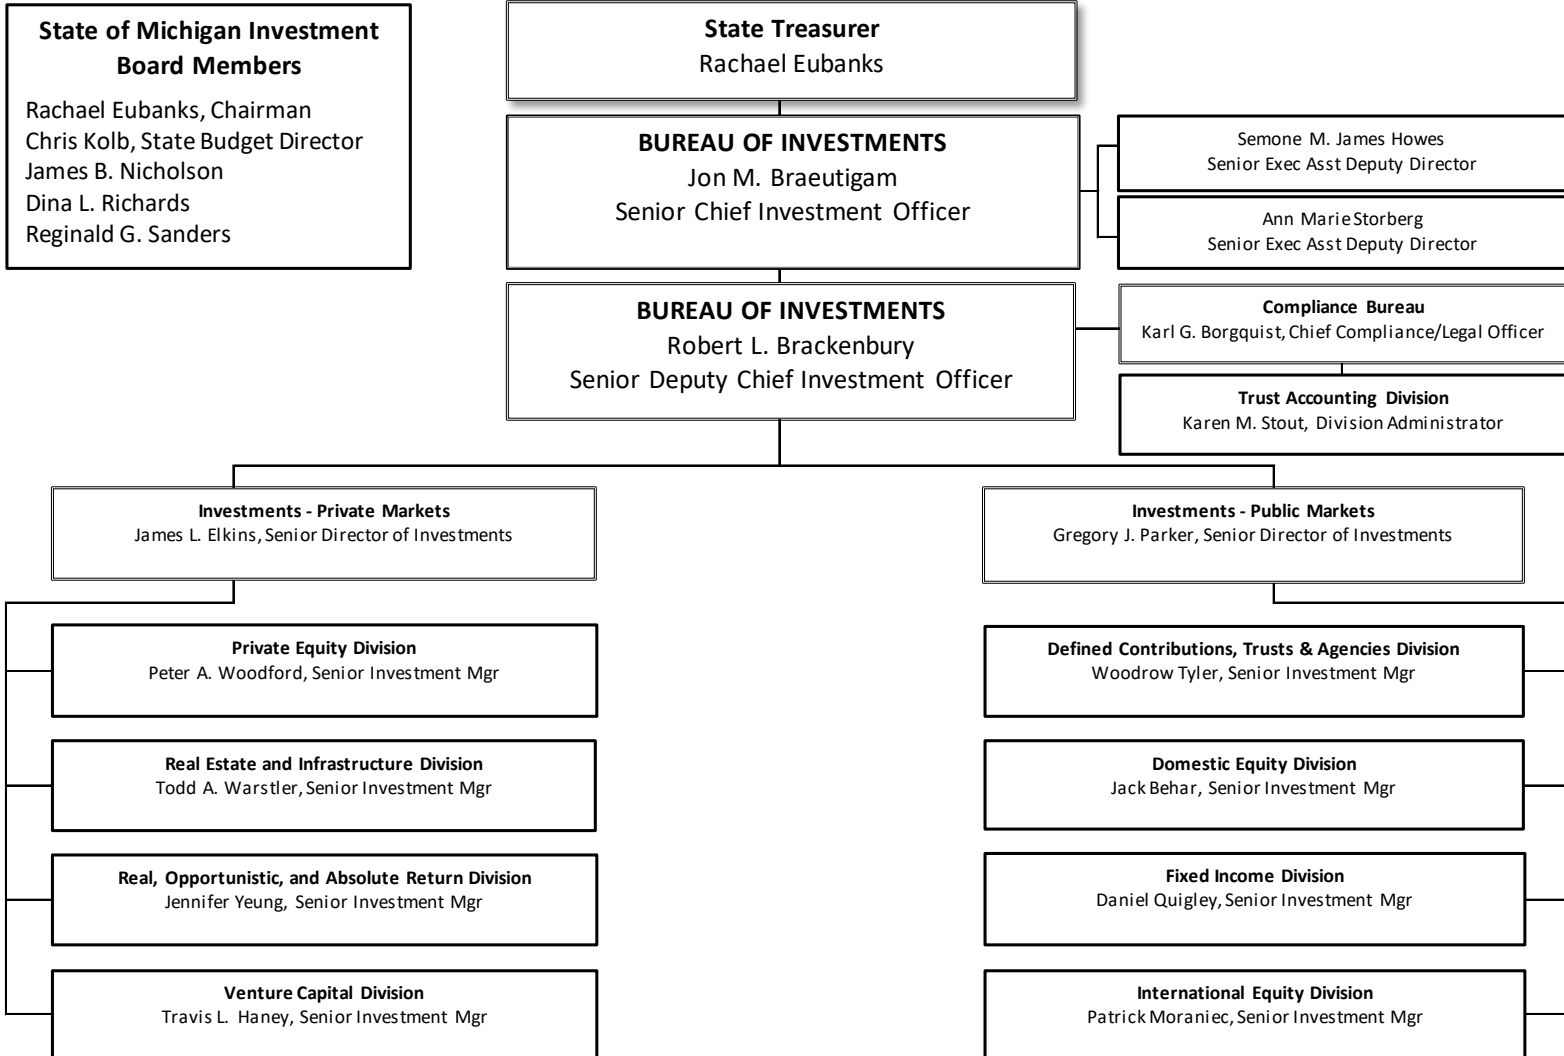 State of Michigan Investment
Board Members
Rachael Eubanks, Chairman
Chris Kolb, State Budget Director
James B. Nicholson
Dina L. Richards
Reginald G. Sanders
State Treasurer
Rachael Eubanks
BUREAU OF INVESTMENTS
Jon M. Braeutigam
Senior Chief Investment Officer
Semone M. James Howes
Senior Exec Asst Deputy Director
Ann Marie Storberg
Senior Exec Asst Deputy Director
BUREAU OF INVESTMENTS
Robert L. Brackenbury
Senior Deputy Chief Investment Officer
Compliance Bureau
Karl G. Borgquist, Chief Compliance/Legal Officer
Trust Accounting Division
Karen M. Stout, Division Administrator
Investments - Private Markets
James L. Elkins, Senior Director of Investments
Investments - Public Markets
Gregory J. Parker, Senior Director of Investments
Private Equity Division
Peter A. Woodford, Senior Investment Mgr
Defined Contributions, Trusts & Agencies Division
Woodrow Tyler, Senior Investment Mgr
Real Estate and Infrastructure Division
Todd A. Warstler, Senior Investment Mgr
Domestic Equity Division
Jack Behar, Senior Investment Mgr
Real, Opportunistic, and Absolute Return Division
Jennifer Yeung, Senior Investment Mgr
Fixed Income Division
Daniel Quigley, Senior Investment Mgr
Venture Capital Division
Travis L. Haney, Senior Investment Mgr
International Equity Division
Patrick Moraniec, Senior Investment Mgr